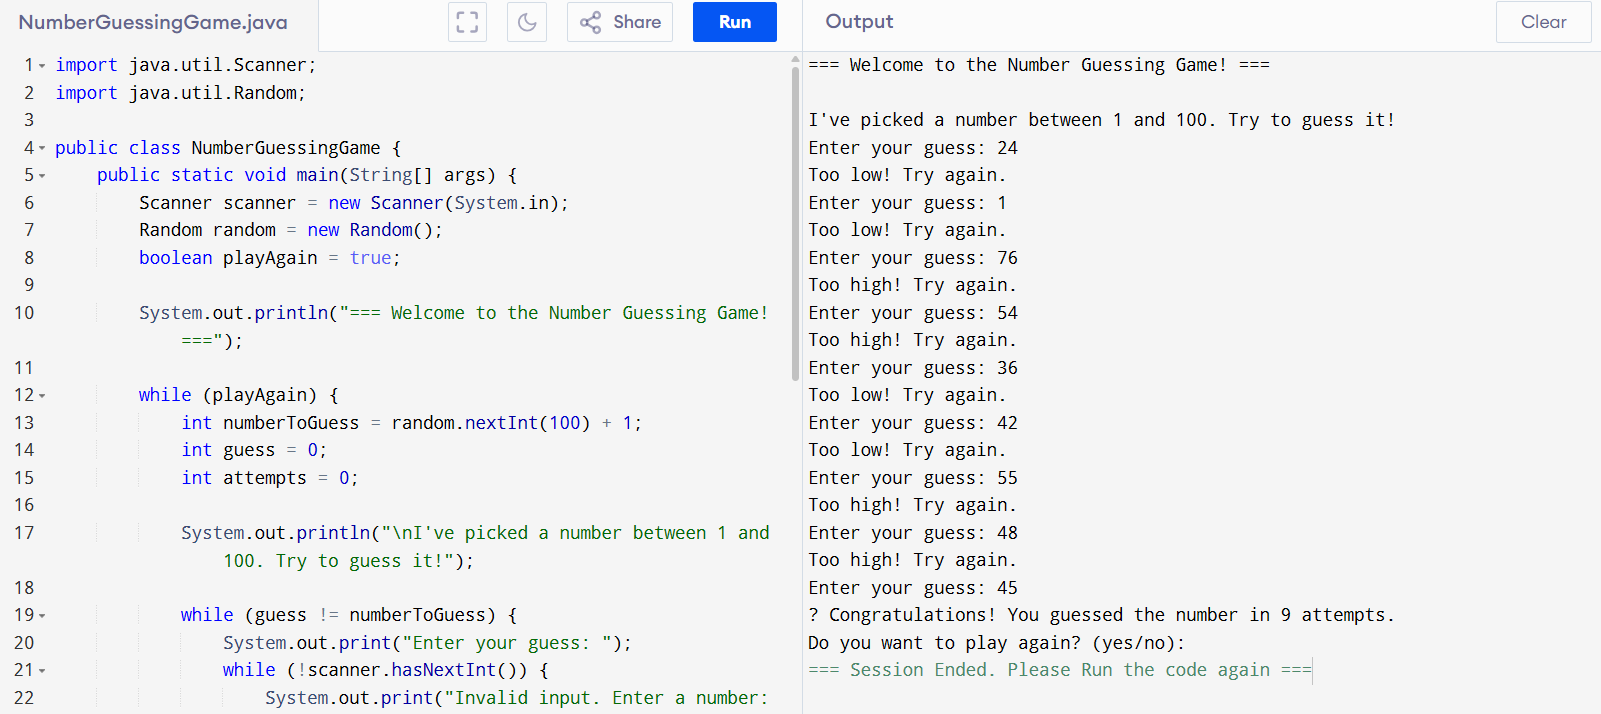 NumberGuessingGame.java
Share
Run
Output
Clear
1 import java.util.Scanner;
2 import java.util.Random;
3
4 public class NumberGuessingGame {
5 public static void main(String[] args) {
6 Scanner scanner = new Scanner(System.in);
7 Random random = new Random();
8 boolean playAgain = true;
9
10 System.out.println("=== Welcome to the Number Guessing Game!
===");
11
12 while (playAgain) {
13 int numberToGuess = random.nextInt(100) + 1;
14 int guess = 0;
15 int attempts = 0;
16
17 System.out.println("\nI've picked a number between 1 and
100. Try to guess it!");
18
19 while (guess != numberToGuess) {
20 System.out.print("Enter your guess: ");
21 while (!scanner.hasNextInt()) {
22 System.out.print("Invalid input. Enter a number:
=== Welcome to the Number Guessing Game! ===
I've picked a number between 1 and 100. Try to guess it!
Enter your guess: 24
Too low! Try again.
Enter your guess: 1
Too low! Try again.
Enter your guess: 76
Too high! Try again.
Enter your guess: 54
Too high! Try again.
Enter your guess: 36
Too low! Try again.
Enter your guess: 42
Too low! Try again.
Enter your guess: 55
Too high! Try again.
Enter your guess: 48
Too high! Try again.
Enter your guess: 45
? Congratulations! You guessed the number in 9 attempts.
Do you want to play again? (yes/no):
=== Session Ended. Please Run the code again ===